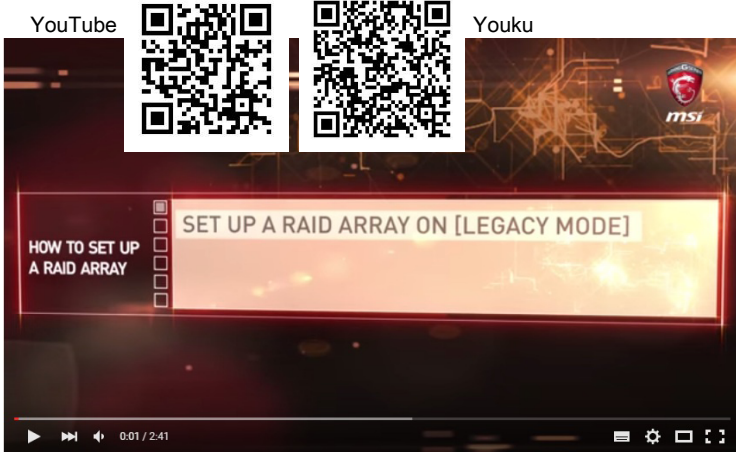 YouTube
Youku
msi
SET UP A RAID ARRAY ON [LEGACY MODE]
HOW TO SET UP
A RAID ARRAY
0:01 / 2:41